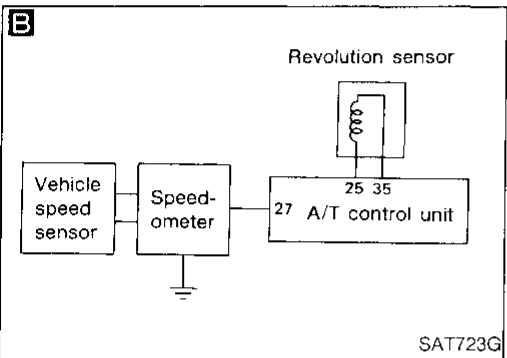 B
Revolution sensor
25 35
27 A/T control unit
Vehicle
speed
sensor
Speed-
ometer
SAT723G